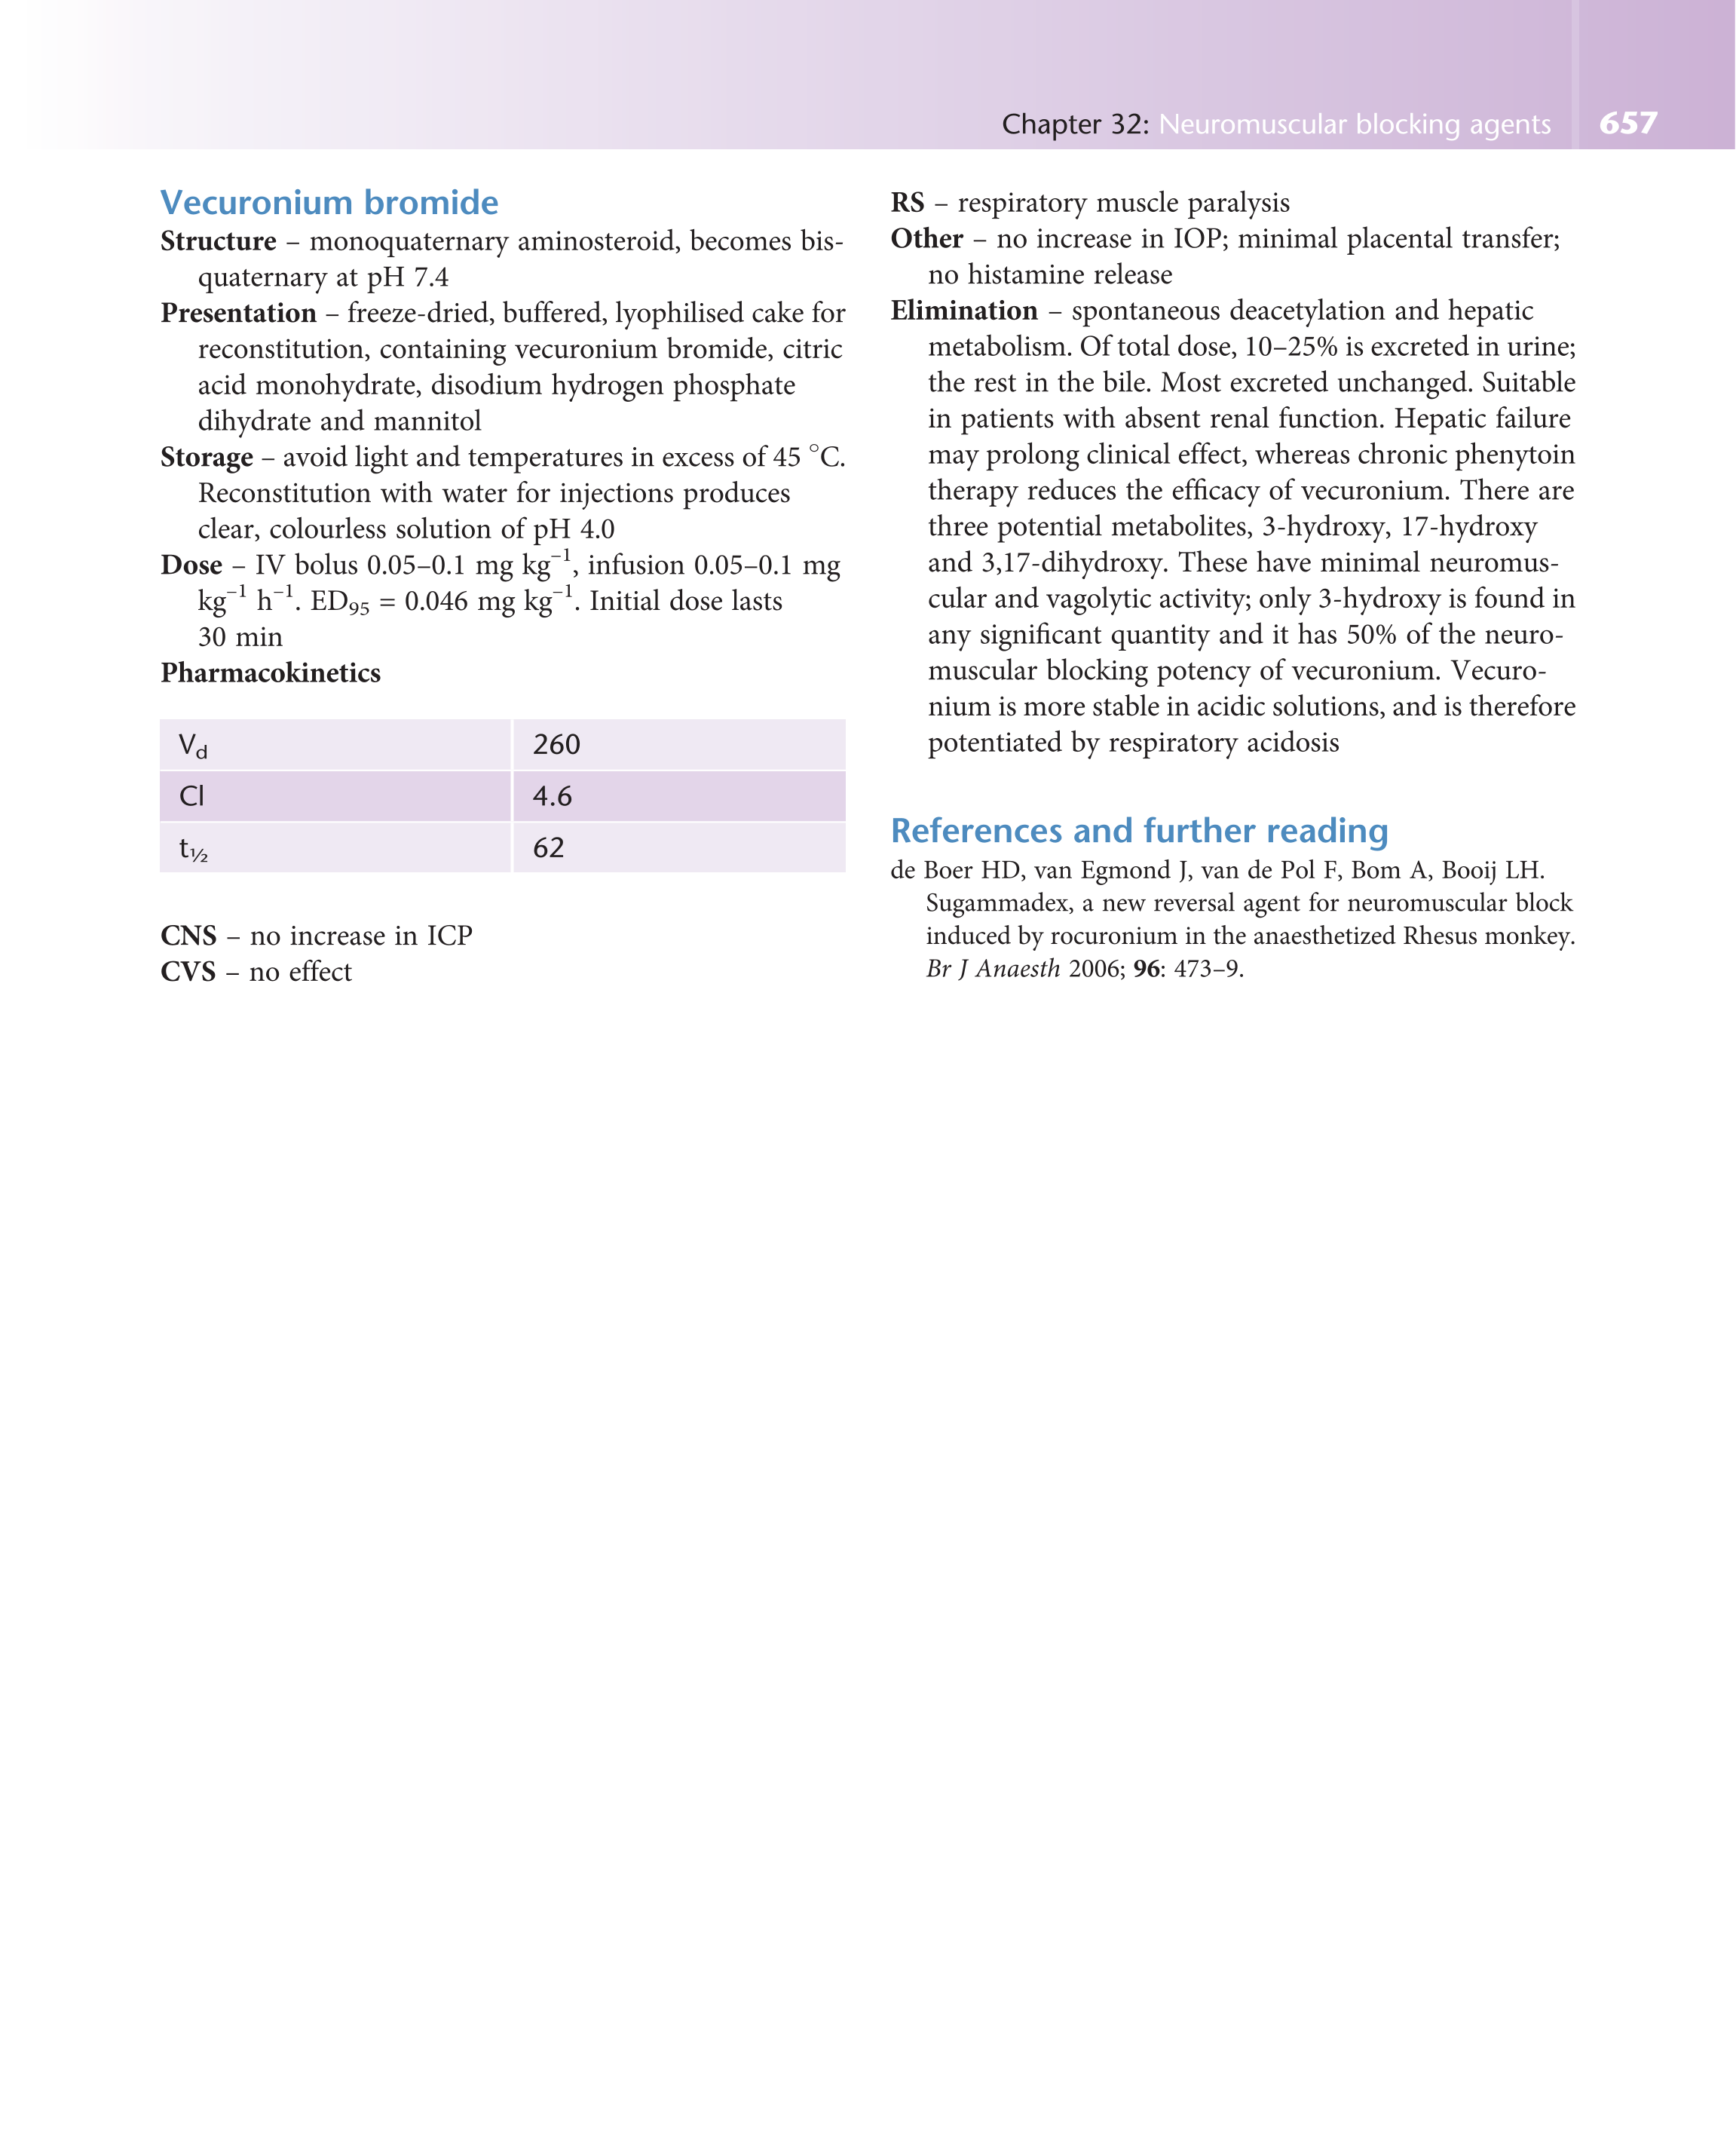 Chapter 32: Neuromuscular blocking agents 657
Vecuronium bromide
Structure – monoquaternary aminosteroid, becomes bis-
quaternary at pH 7.4
Presentation – freeze-dried, buffered, lyophilised cake for
reconstitution, containing vecuronium bromide, citric
acid monohydrate, disodium hydrogen phosphate
dihydrate and mannitol
Storage – avoid light and temperatures in excess of 45 °C.
Reconstitution with water for injections produces
clear, colourless solution of pH 4.0
Dose – IV bolus 0.05–0.1 mg kg⁻¹, infusion 0.05–0.1 mg
kg⁻¹ h⁻¹. ED₉₅ = 0.046 mg kg⁻¹. Initial dose lasts
30 min
Pharmacokinetics
Vd 260
Cl 4.6
t½ 62
CNS – no increase in ICP
CVS – no effect
RS – respiratory muscle paralysis
Other – no increase in IOP; minimal placental transfer;
no histamine release
Elimination – spontaneous deacetylation and hepatic
metabolism. Of total dose, 10–25% is excreted in urine;
the rest in the bile. Most excreted unchanged. Suitable
in patients with absent renal function. Hepatic failure
may prolong clinical effect, whereas chronic phenytoin
therapy reduces the efficacy of vecuronium. There are
three potential metabolites, 3-hydroxy, 17-hydroxy
and 3,17-dihydroxy. These have minimal neuromus-
cular and vagolytic activity; only 3-hydroxy is found in
any significant quantity and it has 50% of the neuro-
muscular blocking potency of vecuronium. Vecuro-
nium is more stable in acidic solutions, and is therefore
potentiated by respiratory acidosis
References and further reading
de Boer HD, van Egmond J, van de Pol F, Bom A, Booij LH.
Sugammadex, a new reversal agent for neuromuscular block
induced by rocuronium in the anaesthetized Rhesus monkey.
Br J Anaesth 2006; 96: 473–9.